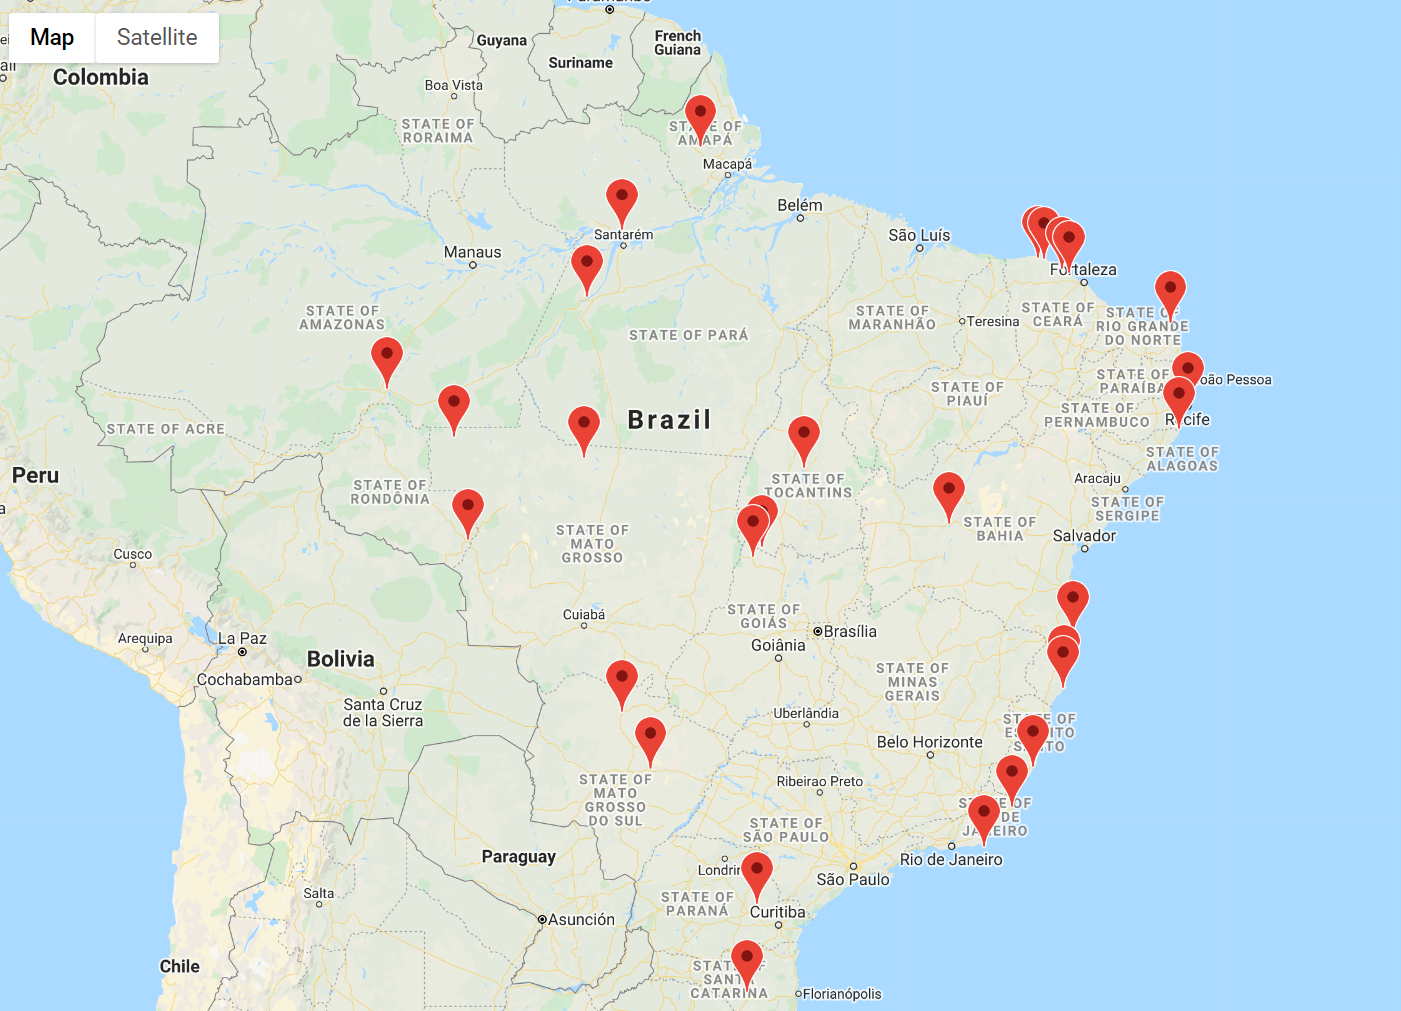 Paramaribo
Map
Satellite
Guyana
French
Guiana
Suriname
Colombia
Boa Vista
STATE OF
RORAIMA
STATE OF
AMAPÁ
Macapá
Belém
São Luís
Santarém
Manaus
Fortaleza
STATE OF
AMAZONAS
STATE OF
CEARÁ
STATE OF
RIO GRANDE
DO NORTE
STATE OF
MARANHÃO
Teresina
STATE OF PARÁ
STATE OF
PARAÍBA
João Pessoa
STATE OF
PIAUÍ
STATE OF
PERNAMBUCO
Brazil
Recife
STATE OF ACRE
STATE OF
ALAGOAS
Peru
Aracaju
STATE OF
RONDÔNIA
STATE OF
TOCANTINS
STATE OF
SERGIPE
STATE OF
BAHIA
STATE OF
MATO
GROSSO
Salvador
Cusco
STATE OF
GOIÁS
Cuiabá
Brasília
Arequipa
La Paz
Goiânia
Bolivia
Cochabamba
STATE OF
MINAS
GERAIS
Santa Cruz
de la Sierra
Uberlândia
STATE OF
ESPÍRITO
SANTO
Belo Horizonte
STATE OF
MATO
GROSSO
DO SUL
Ribeirao Preto
STATE OF
DE
JANEIRO
STATE OF
SÃO PAULO
Paraguay
Rio de Janeiro
Londrina
São Paulo
Salta
STATE OF
PARANÁ
Curitiba
Asunción
Chile
STATE OF
SANTA
CATARINA
Florianópolis